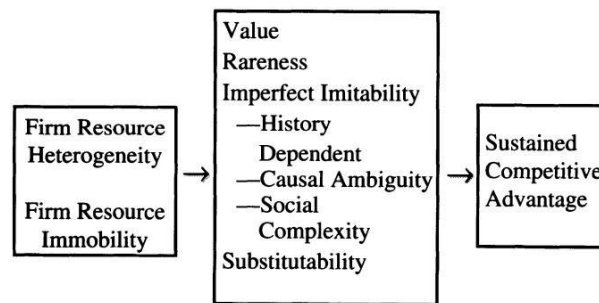 Firm Resource
Heterogeneity
Firm Resource
Immobility
Value
Rareness
Imperfect Imitability
—History
Dependent
—Causal Ambiguity
—Social
Complexity
Substitutability
Sustained
Competitive
Advantage